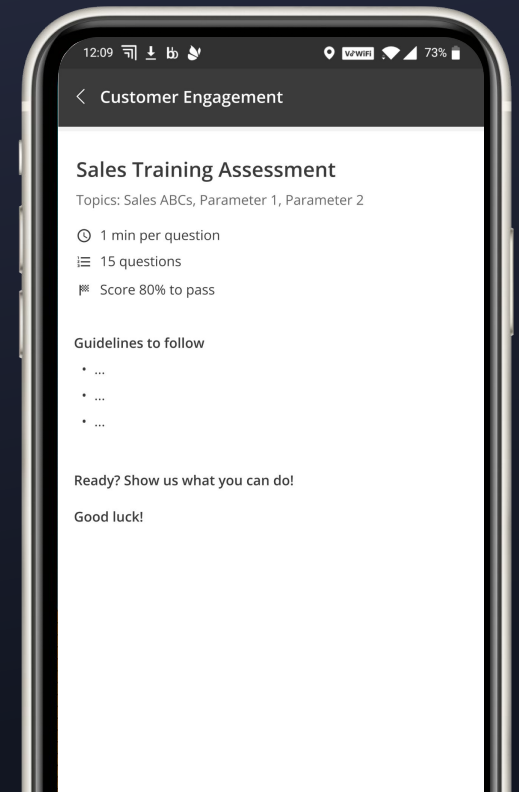 12:09
VoWiFi
73%
Customer Engagement
Sales Training Assessment
Topics: Sales ABCs, Parameter 1, Parameter 2
1 min per question
15 questions
Score 80% to pass
Guidelines to follow
• ...
• ...
• ...
Ready? Show us what you can do!
Good luck!